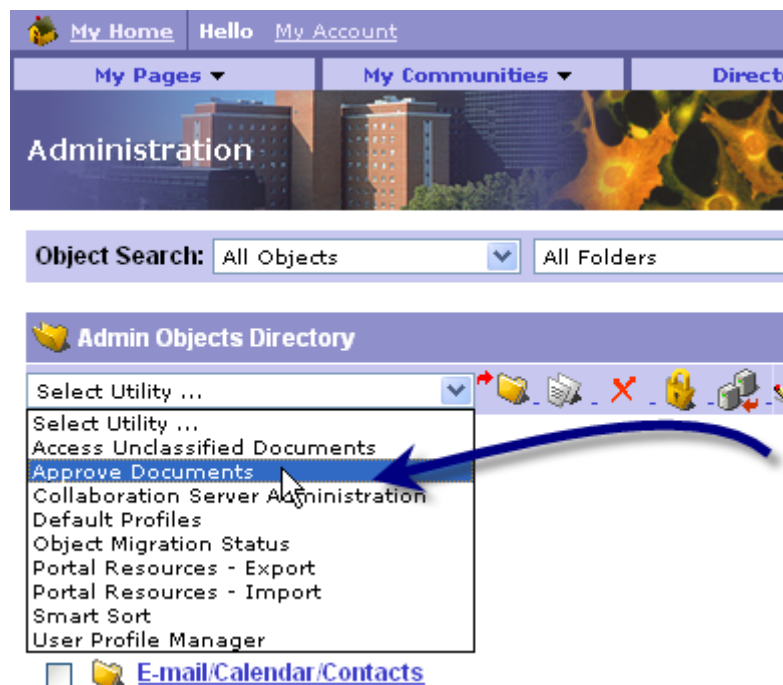 My Home Hello My Account
My Pages My Communities Direct
Administration
Object Search: All Objects All Folders
Admin Objects Directory
Select Utility ...
Select Utility ...
Access Unclassified Documents
Approve Documents
Collaboration Server Administration
Default Profiles
Object Migration Status
Portal Resources - Export
Portal Resources - Import
Smart Sort
User Profile Manager
E-mail/Calendar/Contacts